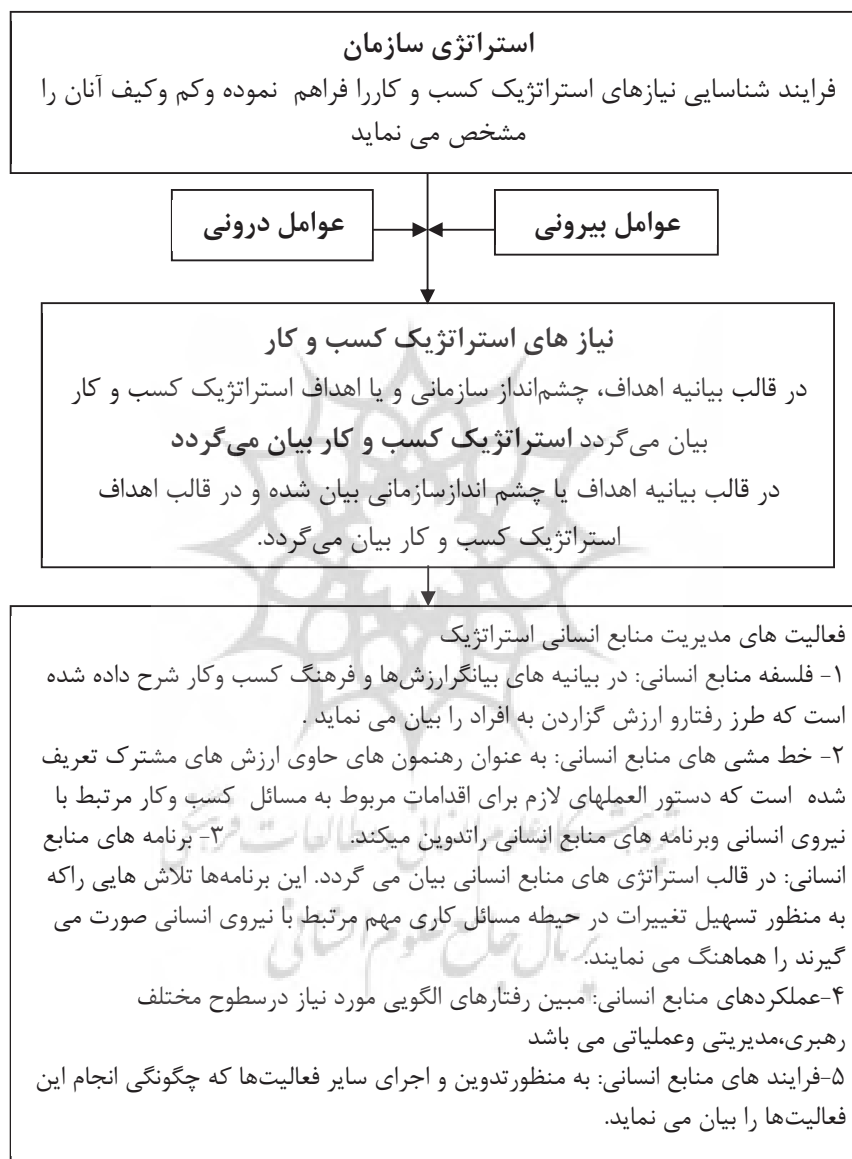 استراتژی سازمان
فرایند شناسایی نیازهای استراتژیک کسب و کاررا فراهم نموده وکم وکیف آنان را
مشخص می نماید
عوامل بیرونی
عوامل درونی
نیاز های استراتژیک کسب و کار
در قالب بیانیه اهداف، چشم‌انداز سازمانی و یا اهداف استراتژیک کسب و کار
بیان می‌گردد استراتژیک کسب و کار بیان می‌گردد
در قالب بیانیه اهداف یا چشم اندازسازمانی بیان شده و در قالب اهداف
استراتژیک کسب و کار بیان می‌گردد.
فعالیت های مدیریت منابع انسانی استراتژیک
۱- فلسفه منابع انسانی: در بیانیه های بیانگرارزش‌ها و فرهنگ کسب وکار شرح داده شده
است که طرز رفتارو ارزش گزاردن به افراد را بیان می نماید .
۲- خط مشی های منابع انسانی: به عنوان رهنمون های حاوی ارزش های مشترک تعریف
شده است که دستور العملهای لازم برای اقدامات مربوط به مسائل کسب وکار مرتبط با
نیروی انسانی وبرنامه های منابع انسانی راتدوین میکند. ۳- برنامه های منابع
انسانی: در قالب استراتژی های منابع انسانی بیان می گردد. این برنامه‌ها تلاش هایی راکه
به منظور تسهیل تغییرات در حیطه مسائل کاری مهم مرتبط با نیروی انسانی صورت می
گیرند را هماهنگ می نمایند.
۴-عملکردهای منابع انسانی: مبین رفتارهای الگویی مورد نیاز درسطوح مختلف
رهبری،مدیریتی وعملیاتی می باشد
۵-فرایند های منابع انسانی: به منظورتدوین و اجرای سایر فعالیت‌ها که چگونگی انجام این
فعالیت‌ها را بیان می نماید.
پژوهشگاه علوم انسانی و مطالعات فرهنگی
پرتال جامع علوم انسانی